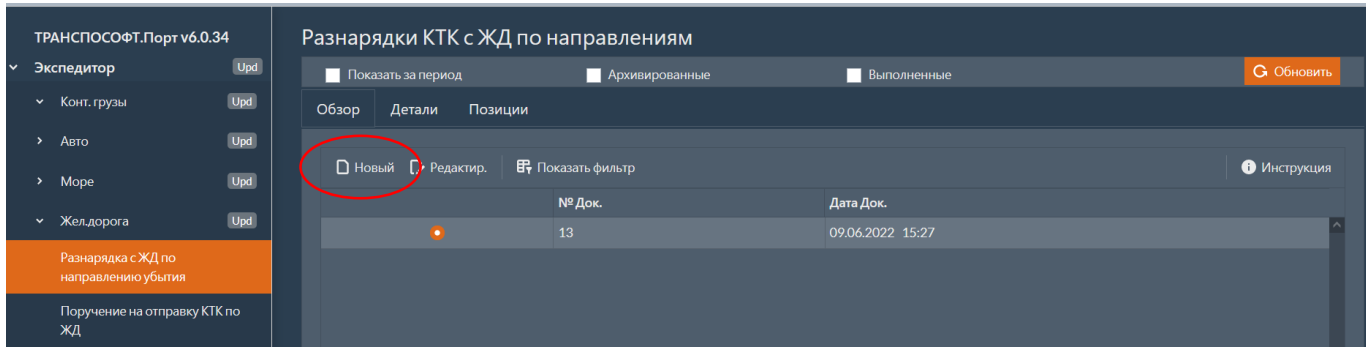 ТРАНСПОСОФТ.Порт v6.0.34
Экспедитор Upd
Конт. грузы Upd
Авто Upd
Море Upd
Жел.дорога Upd
Разнарядка с ЖД по
направлению убытия
Поручение на отправку КТК по
ЖД
Разнарядки КТК с ЖД по направлениям
Показать за период Архивированные Выполненные Обновить
Обзор Детали Позиции
Новый Редактир. Показать фильтр Инструкция
№ Док. Дата Док.
13 09.06.2022 15:27